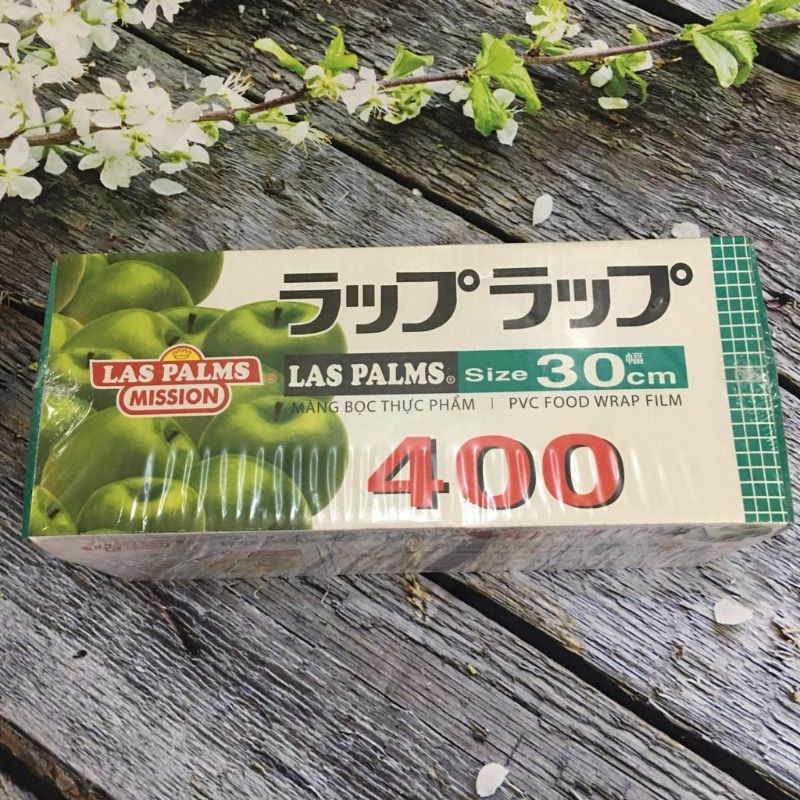 ラップラップ
LAS PALMS
MISSION
LAS PALMS® Size 30cm 幅
MÀNG BỌC THỰC PHẨM | PVC FOOD WRAP FILM
400